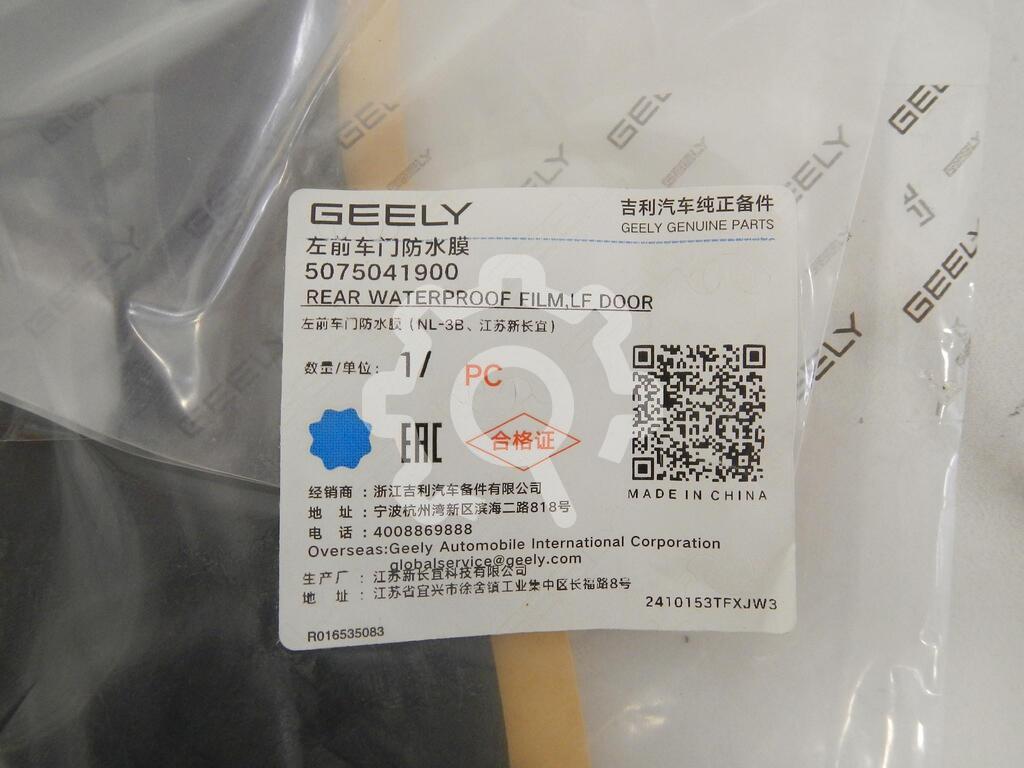 GEELY
吉利汽车纯正备件
GEELY GENUINE PARTS
左前车门防水膜
5075041900
REAR WATERPROOF FILM,LF DOOR
左前车门防水膜(NL-3B、江苏新长宜)
数量/单位: 1/ PC
EAC
合格证
MADE IN CHINA
经销商:浙江吉利汽车备件有限公司
地 址:宁波杭州湾新区滨海二路818号
电 话:4008869888
Overseas:Geely Automobile International Corporation
globalservice@geely.com
生产厂:江苏新长宜科技有限公司
地 址:江苏省宜兴市徐舍镇工业集中区长福路8号
2410153TFXJW3
R016535083
GEELY
GEELY
GEELY
GEELY
GEELY
GEELY